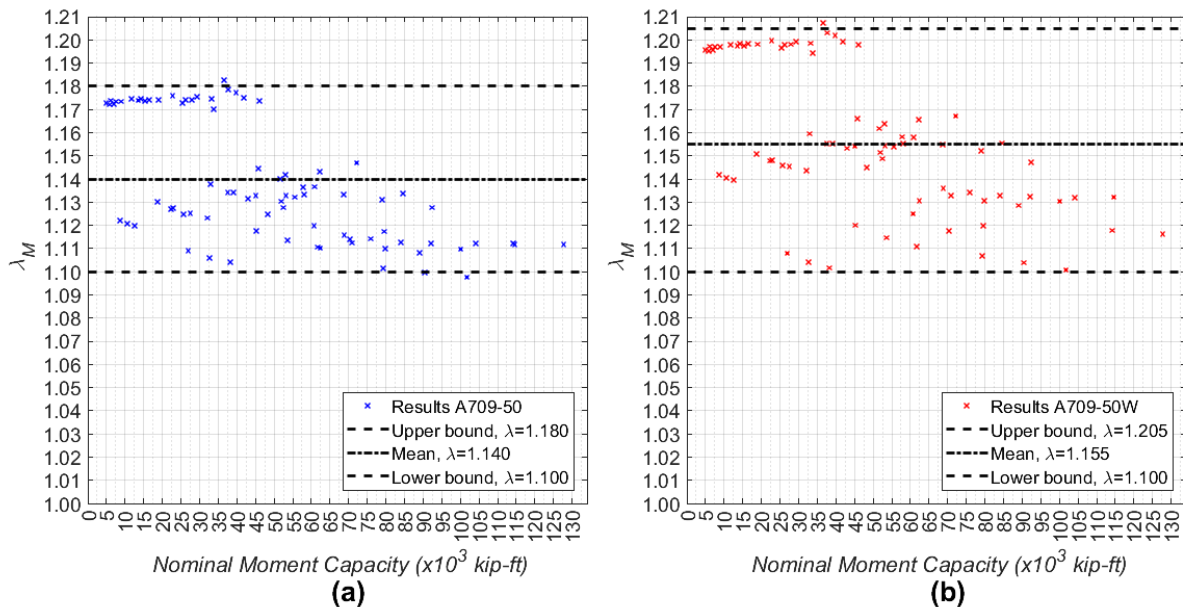 1.21
1.20
1.19
1.18
1.17
1.16
1.15
1.14
1.13
1.12
1.11
1.10
1.09
1.08
1.07
1.06
1.05
1.04
1.03
1.02
1.01
1.00
λM
Results A709-50
Upper bound, λ=1.180
Mean, λ=1.140
Lower bound, λ=1.100
0 5 10 15 20 25 30 35 40 45 50 55 60 65 70 75 80 85 90 95 100 105 110 115 120 125 130
Nominal Moment Capacity (x10³ kip-ft)
(a)
1.21
1.20
1.19
1.18
1.17
1.16
1.15
1.14
1.13
1.12
1.11
1.10
1.09
1.08
1.07
1.06
1.05
1.04
1.03
1.02
1.01
1.00
λM
Results A709-50W
Upper bound, λ=1.205
Mean, λ=1.155
Lower bound, λ=1.100
0 5 10 15 20 25 30 35 40 45 50 55 60 65 70 75 80 85 90 95 100 105 110 115 120 125 130
Nominal Moment Capacity (x10³ kip-ft)
(b)